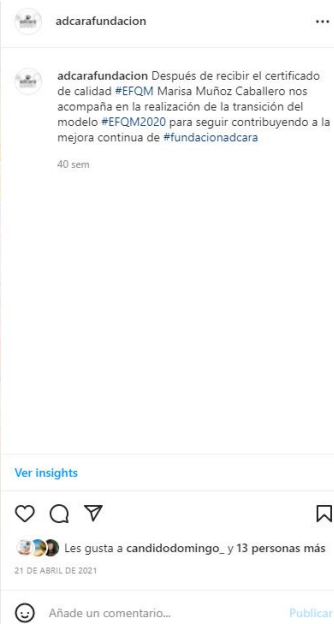 adcarafundacion
adcarafundacion Después de recibir el certificado
de calidad #EFQM Marisa Muñoz Caballero nos
acompaña en la realización de la transición del
modelo #EFQM2020 para seguir contribuyendo a la
mejora continua de #fundacionadcara
40 sem
Ver insights
Les gusta a candidodomingo_ y 13 personas más
21 DE ABRIL DE 2021
Añade un comentario... Publicar